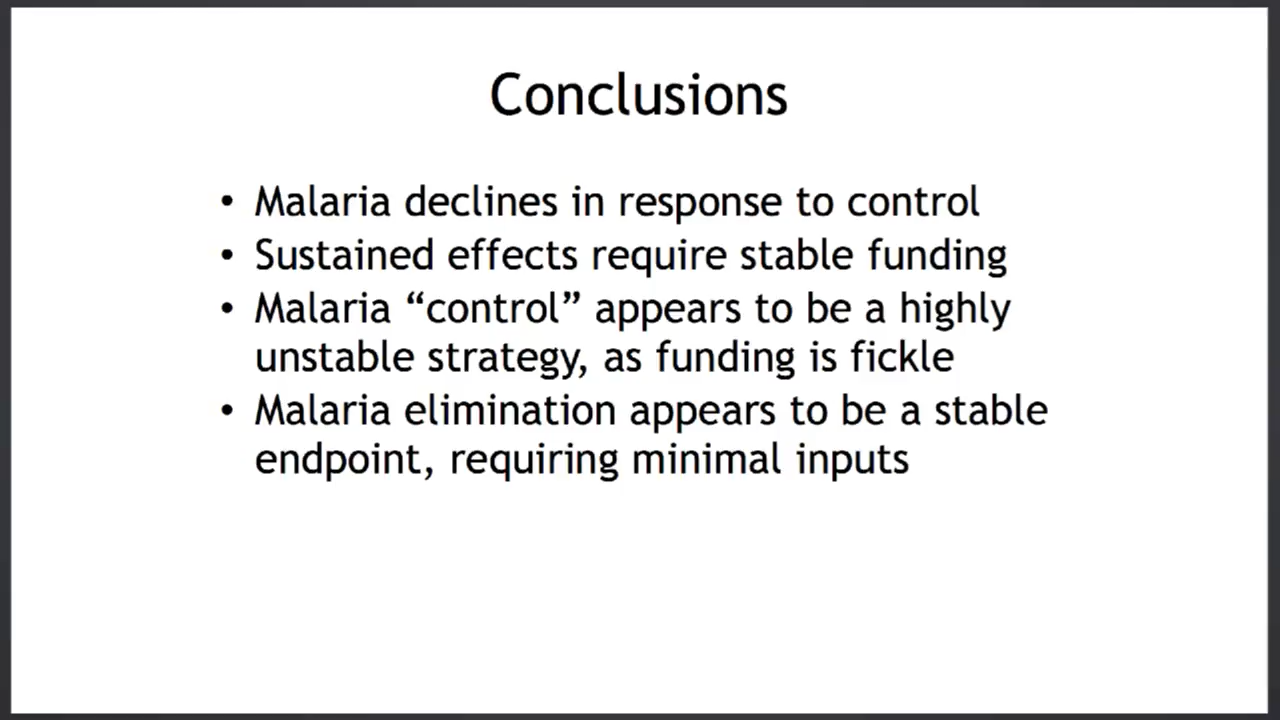 Conclusions
• Malaria declines in response to control
• Sustained effects require stable funding
• Malaria “control” appears to be a highly
unstable strategy, as funding is fickle
• Malaria elimination appears to be a stable
endpoint, requiring minimal inputs